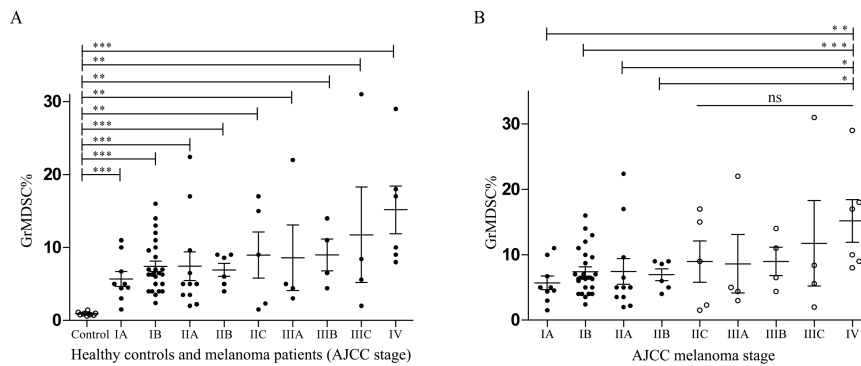 A
***
**
**
**
**
***
***
***
***
GrMDSC%
30
20
10
0
Control IA IB IIA IIB IIC IIIA IIIB IIIC IV
Healthy controls and melanoma patients (AJCC stage)
B
**
***
*
*
ns
GrMDSC%
30
20
10
0
IA IB IIA IIB IIC IIIA IIIB IIIC IV
AJCC melanoma stage